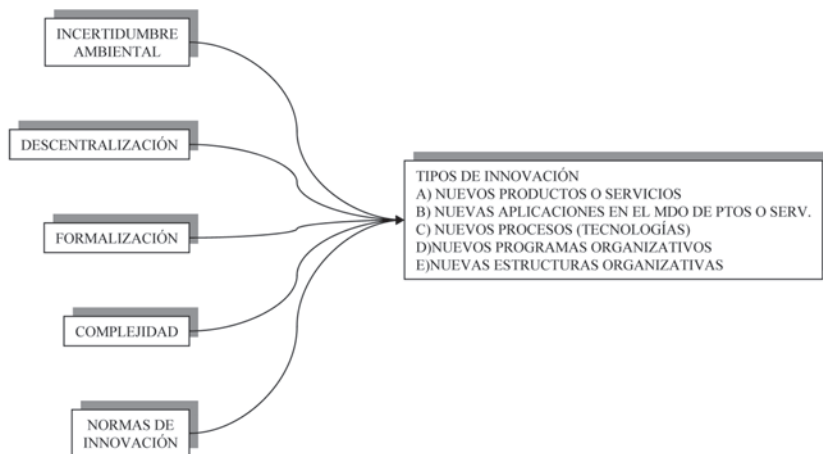 INCERTIDUMBRE
AMBIENTAL
DESCENTRALIZACIÓN
FORMALIZACIÓN
COMPLEJIDAD
NORMAS DE
INNOVACIÓN
TIPOS DE INNOVACIÓN
A) NUEVOS PRODUCTOS O SERVICIOS
B) NUEVAS APLICACIONES EN EL MDO DE PTOS O SERV.
C) NUEVOS PROCESOS (TECNOLOGÍAS)
D)NUEVOS PROGRAMAS ORGANIZATIVOS
E)NUEVAS ESTRUCTURAS ORGANIZATIVAS